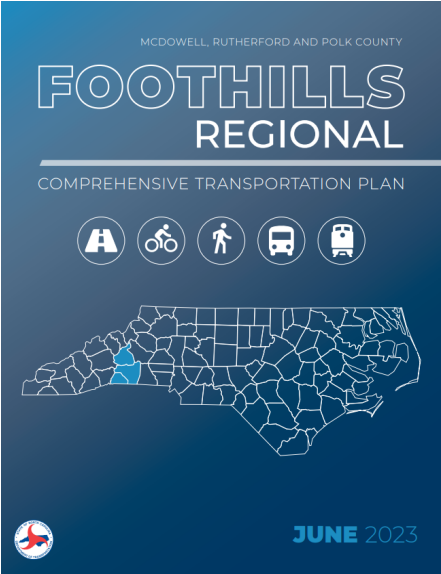 MCDOWELL, RUTHERFORD AND POLK COUNTY
FOOTHILLS
REGIONAL
COMPREHENSIVE TRANSPORTATION PLAN
JUNE 2023